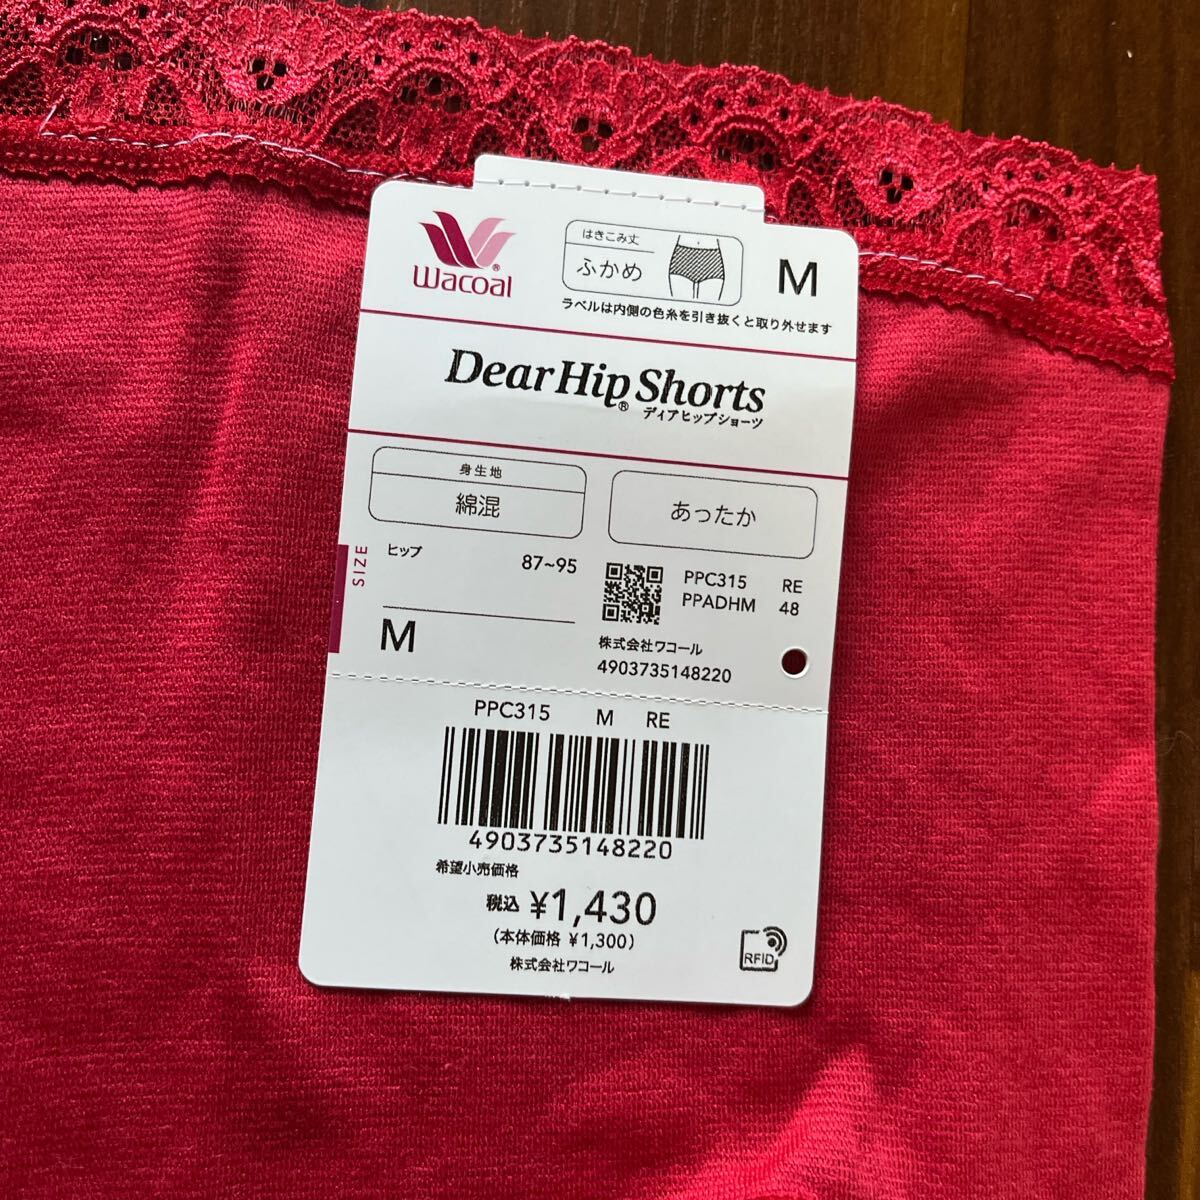 Wacoal®
はきこみ丈
ふかめ
M
ラベルは内側の色糸を引き抜くと取り外せます
Dear Hip® Shorts
ディアヒップショーツ
身生地
綿混
あったか
SIZE
ヒップ 87~95
M
PPC315 RE
PPADHM 48
株式会社ワコール
4903735148220
PPC315 M RE
4903735148220
希望小売価格
税込 ¥1,430
(本体価格 ¥1,300)
株式会社ワコール
RFID